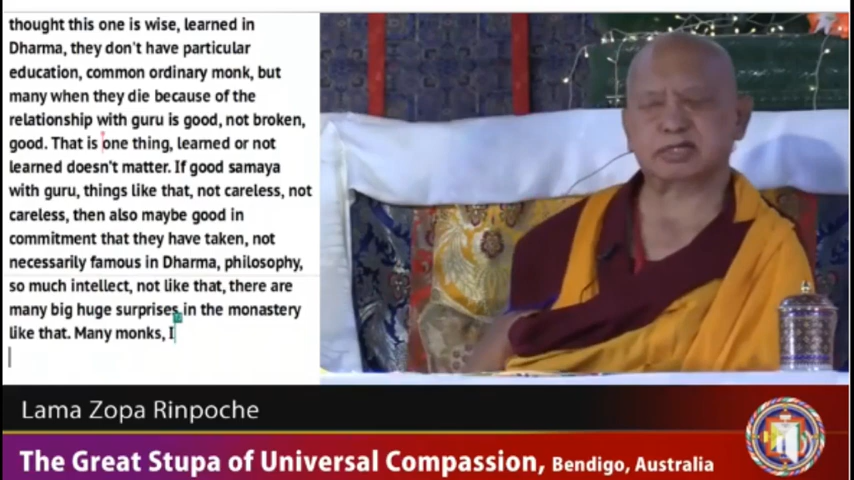 thought this one is wise, learned in
Dharma, they don't have particular
education, common ordinary monk, but
many when they die because of the
relationship with guru is good, not broken,
good. That is one thing, learned or not
learned doesn't matter. If good samaya
with guru, things like that, not careless, not
careless, then also maybe good in
commitment that they have taken, not
necessarily famous in Dharma, philosophy,
so much intellect, not like that, there are
many big huge surprises in the monastery
like that. Many monks, I
Lama Zopa Rinpoche
The Great Stupa of Universal Compassion, Bendigo, Australia